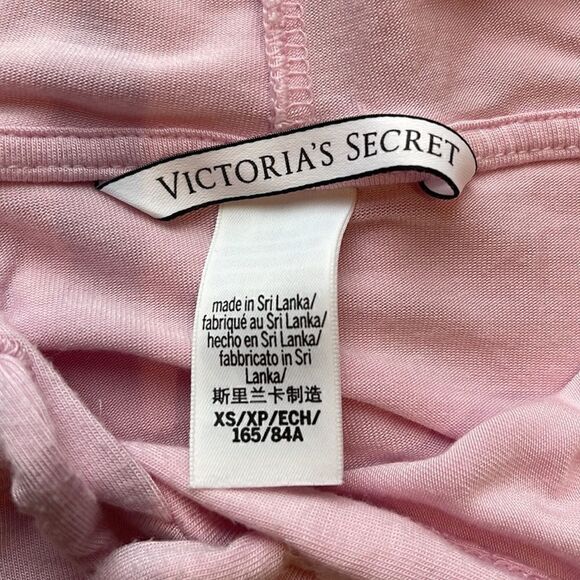 VICTORIA'S SECRET
made in Sri Lanka/
fabriqué au Sri Lanka/
hecho en Sri Lanka/
fabbricato in Sri
Lanka/
斯里兰卡制造
XS/XP/ECH/
165/84A